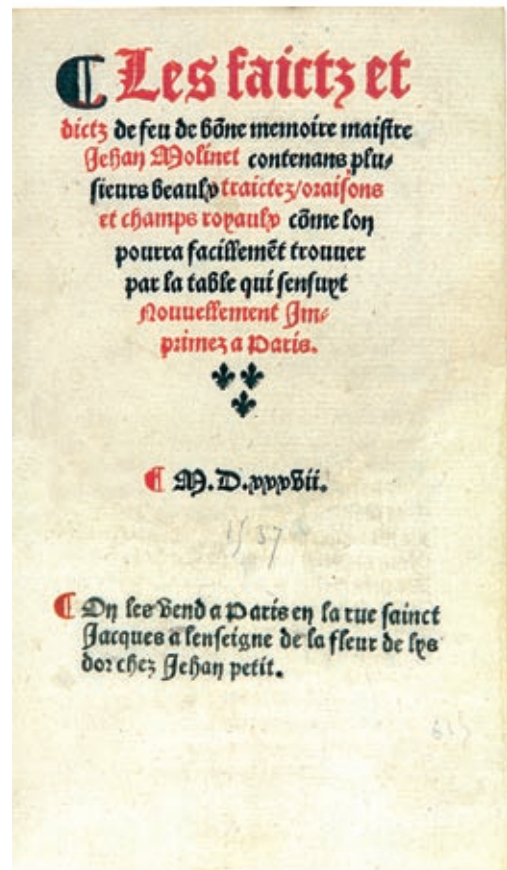 ¶ Les faictz et
dictz de feu de bõne memoire maistre
Jehan Molinet contenans plu/
sieurs beaulx traictez/oraisons
et champs royaulx cõme lon
pourra facillemẽt trouuer
par la table qui sensuyt
Nouuellement Jm/
primez a Paris.
¶ M.D.xxxvii.
1537
¶ On les vend a Paris en la rue sainct
Jacques a lenseigne de la fleur de lys
dor chez Jehan petit.